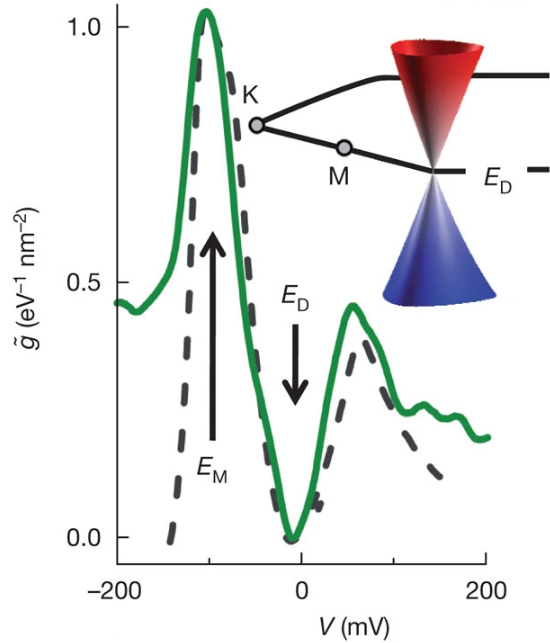 1.0
K
M
E_D
0.5
E_D
g̃ (eV⁻¹ nm⁻²)
E_M
0.0
−200
0
200
V (mV)